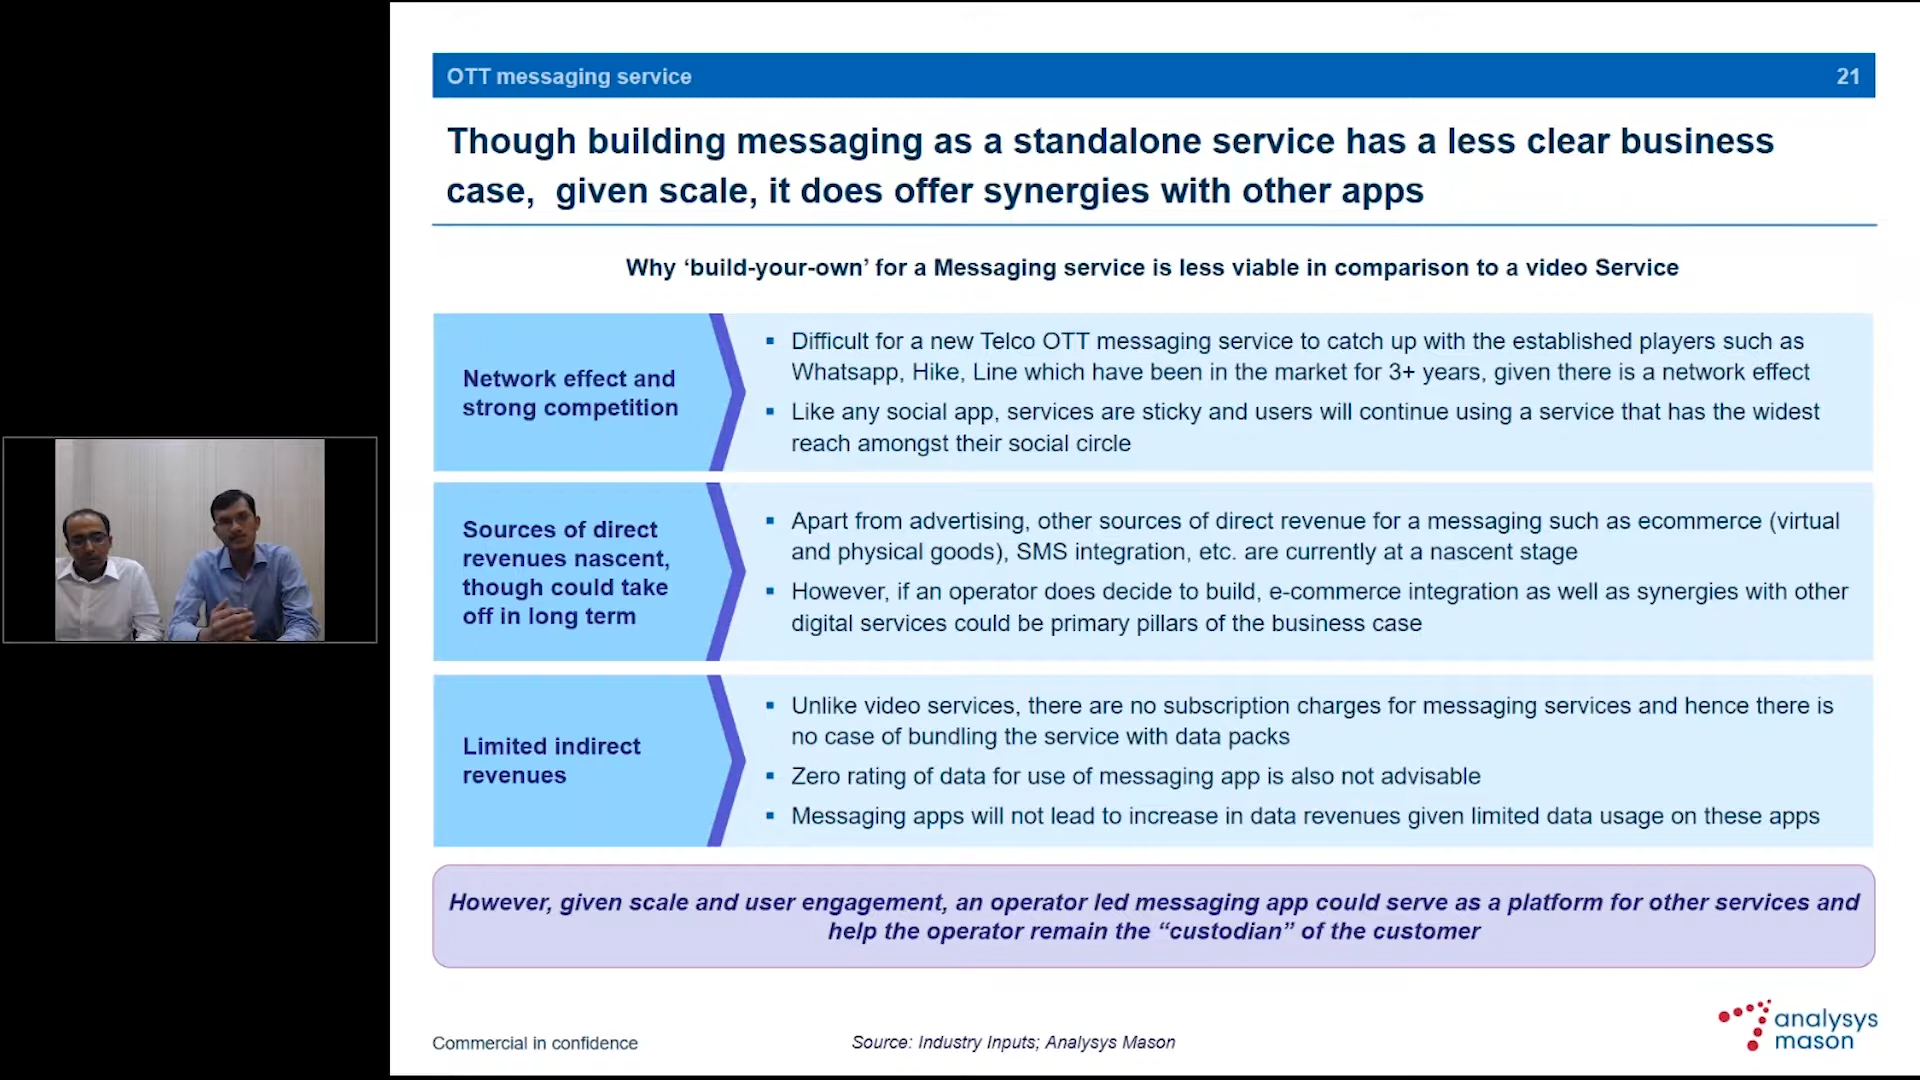 OTT messaging service 21
Though building messaging as a standalone service has a less clear business
case, given scale, it does offer synergies with other apps
Why ‘build-your-own’ for a Messaging service is less viable in comparison to a video Service
Network effect and
strong competition
▪ Difficult for a new Telco OTT messaging service to catch up with the established players such as
Whatsapp, Hike, Line which have been in the market for 3+ years, given there is a network effect
▪ Like any social app, services are sticky and users will continue using a service that has the widest
reach amongst their social circle
Sources of direct
revenues nascent,
though could take
off in long term
▪ Apart from advertising, other sources of direct revenue for a messaging such as ecommerce (virtual
and physical goods), SMS integration, etc. are currently at a nascent stage
▪ However, if an operator does decide to build, e-commerce integration as well as synergies with other
digital services could be primary pillars of the business case
Limited indirect
revenues
▪ Unlike video services, there are no subscription charges for messaging services and hence there is
no case of bundling the service with data packs
▪ Zero rating of data for use of messaging app is also not advisable
▪ Messaging apps will not lead to increase in data revenues given limited data usage on these apps
However, given scale and user engagement, an operator led messaging app could serve as a platform for other services and
help the operator remain the “custodian” of the customer
Commercial in confidence
Source: Industry Inputs; Analysys Mason
analysys
mason